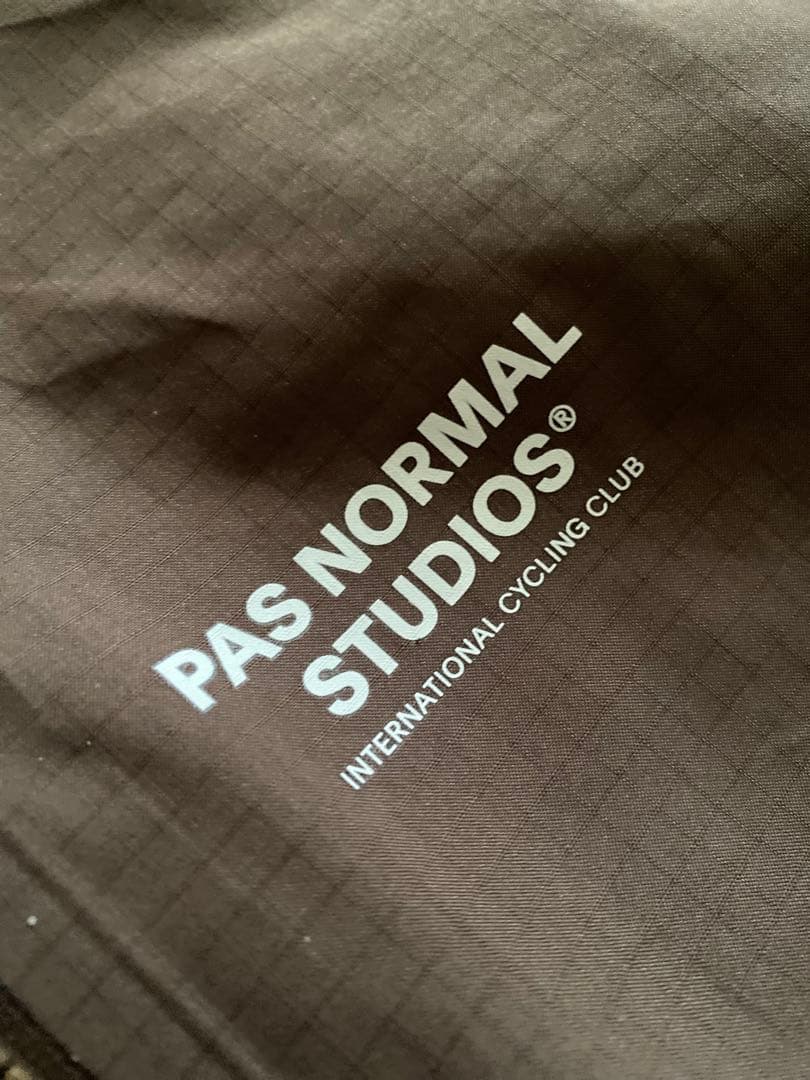 PAS NORMAL
STUDIOS®
INTERNATIONAL CYCLING CLUB